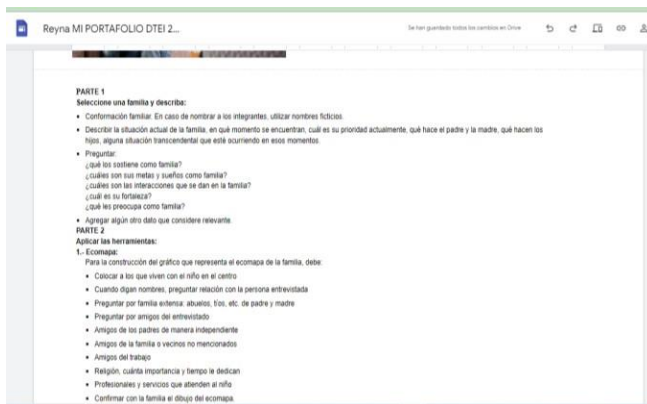 Reyna MI PORTAFOLIO DTEI 2...
Se han guardado todos los cambios en Drive
PARTE 1
Seleccione una familia y describa:
• Conformación familiar. En caso de nombrar a los integrantes, utilizar nombres ficticios.
• Describir la situación actual de la familia, en qué momento se encuentran, cuál es su prioridad actualmente, qué hace el padre y la madre, qué hacen los
hijos, alguna situación transcendental que esté ocurriendo en esos momentos.
• Preguntar:
¿qué los sostiene como familia?
¿cuáles son sus metas y sueños como familia?
¿cuáles son las interacciones que se dan en la familia?
¿cuál es su fortaleza?
¿qué les preocupa como familia?
• Agregar algún otro dato que considere relevante.
PARTE 2
Aplicar las herramientas:
1.- Ecomapa:
Para la construcción del gráfico que representa el ecomapa de la familia, debe:
• Colocar a los que viven con el niño en el centro
• Cuando digan nombres, preguntar relación con la persona entrevistada
• Preguntar por familia extensa: abuelos, tíos, etc. de padre y madre
• Preguntar por amigos del entrevistado
• Amigos de los padres de manera independiente
• Amigos de la familia o vecinos no mencionados
• Amigos del trabajo
• Religión, cuánta importancia y tiempo le dedican
• Profesionales y servicios que atienden al niño
• Confirmar con la familia el dibujo del ecomapa.